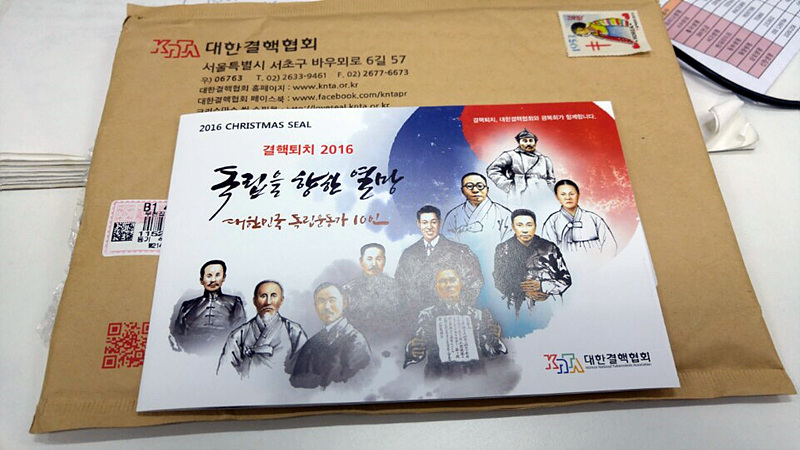 KNTA 대한결핵협회
서울특별시 서초구 바우뫼로 6길 57
우) 06763 T. 02) 2633-9461 F. 02) 2677-6673
대한결핵협회 홈페이지 : www.knta.or.kr
대한결핵협회 페이스북 : www.facebook.com/kntapr
2016 CHRISTMAS SEAL
결핵퇴치, 대한결핵협회와 광복회가 함께합니다.
결핵퇴치 2016
독립을 향한 열망
대한민국 독립운동가 10인
KNTA 대한결핵협회
Korean National Tuberculosis Association